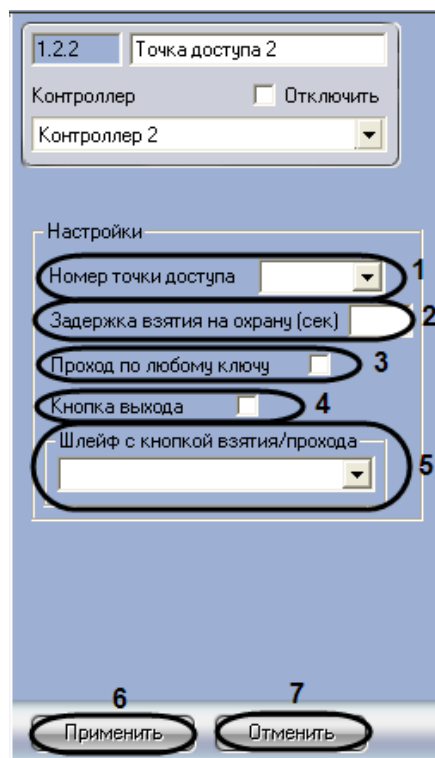 1.2.2 Точка доступа 2
Контроллер Отключить
Контроллер 2
Настройки
Номер точки доступа 1
Задержка взятия на охрану (сек) 2
Проход по любому ключу 3
Кнопка выхода 4
Шлейф с кнопкой взятия/прохода
5
6 7
Применить Отменить